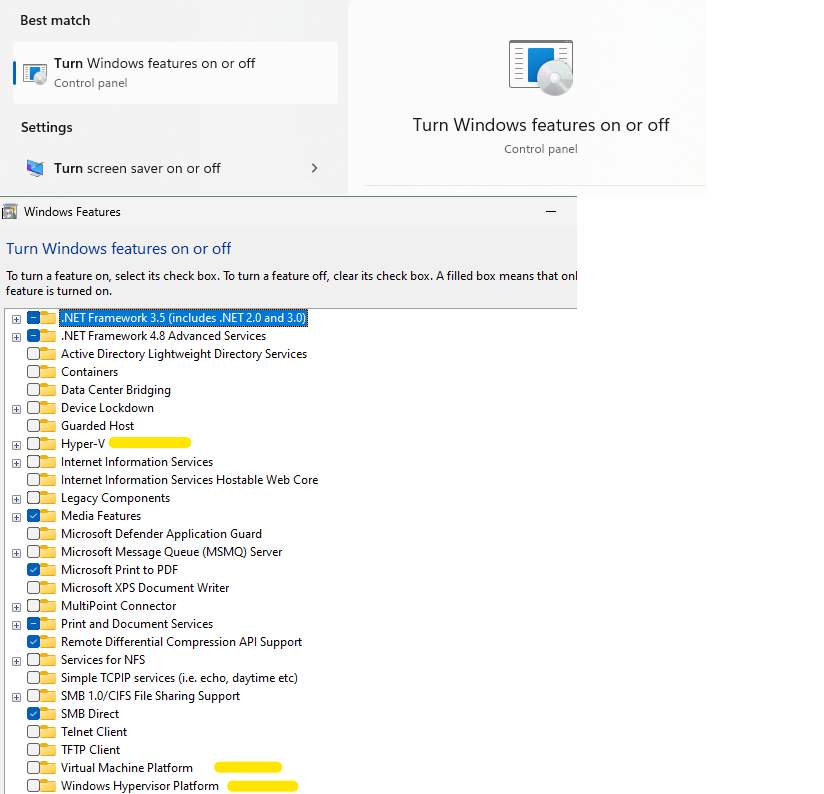 Best match
Turn Windows features on or off
Control panel
Settings
Turn screen saver on or off
Turn Windows features on or off
Control panel
Windows Features
Turn Windows features on or off
To turn a feature on, select its check box. To turn a feature off, clear its check box. A filled box means that onl
feature is turned on.
.NET Framework 3.5 (includes .NET 2.0 and 3.0)
.NET Framework 4.8 Advanced Services
Active Directory Lightweight Directory Services
Containers
Data Center Bridging
Device Lockdown
Guarded Host
Hyper-V
Internet Information Services
Internet Information Services Hostable Web Core
Legacy Components
Media Features
Microsoft Defender Application Guard
Microsoft Message Queue (MSMQ) Server
Microsoft Print to PDF
Microsoft XPS Document Writer
MultiPoint Connector
Print and Document Services
Remote Differential Compression API Support
Services for NFS
Simple TCPIP services (i.e. echo, daytime etc)
SMB 1.0/CIFS File Sharing Support
SMB Direct
Telnet Client
TFTP Client
Virtual Machine Platform
Windows Hypervisor Platform